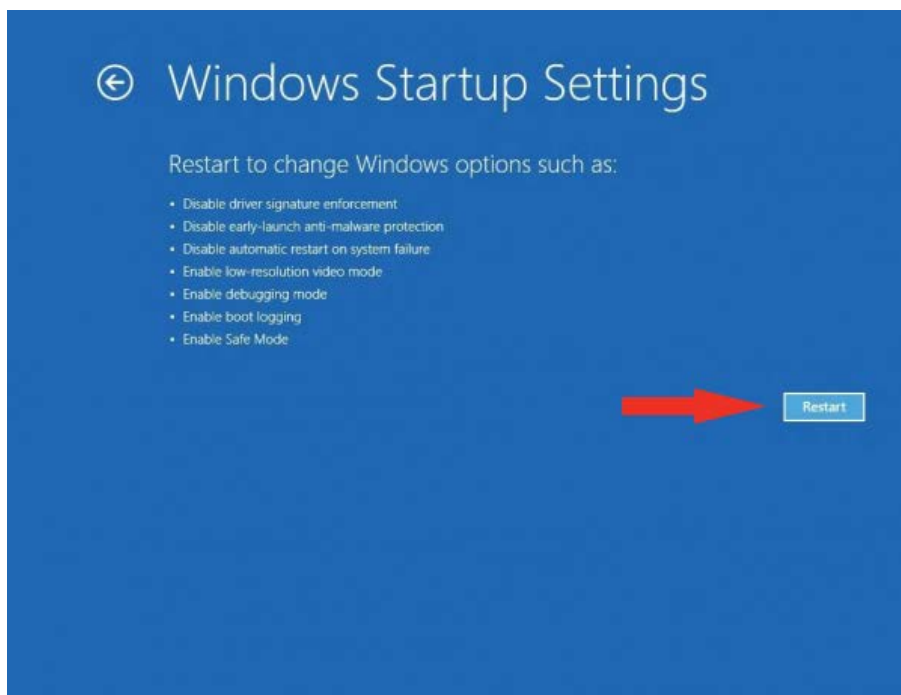 Windows Startup Settings
Restart to change Windows options such as:
• Disable driver signature enforcement
• Disable early-launch anti-malware protection
• Disable automatic restart on system failure
• Enable low-resolution video mode
• Enable debugging mode
• Enable boot logging
• Enable Safe Mode
Restart